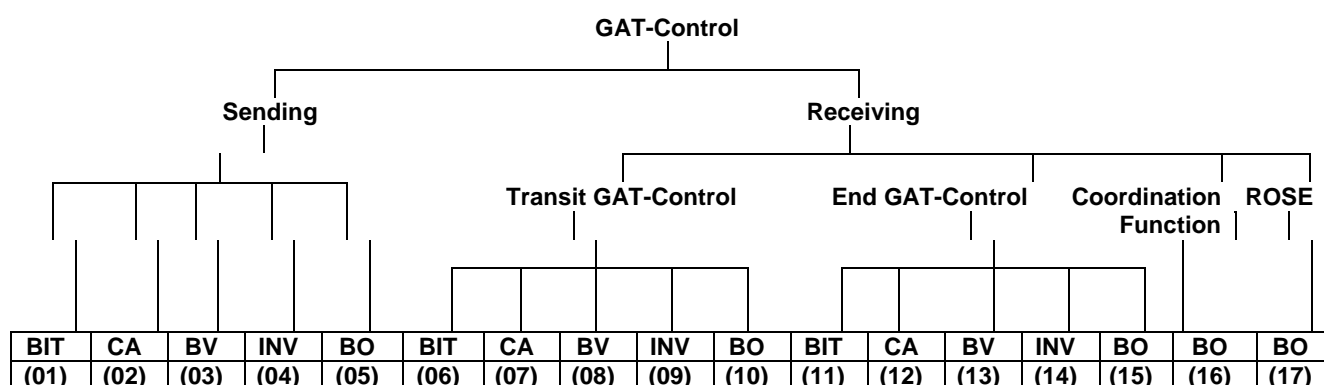 GAT-Control
Sending Receiving
Transit GAT-Control End GAT-Control Coordination ROSE
Function
BIT CA BV INV BO BIT CA BV INV BO BIT CA BV INV BO BO BO
(01) (02) (03) (04) (05) (06) (07) (08) (09) (10) (11) (12) (13) (14) (15) (16) (17)